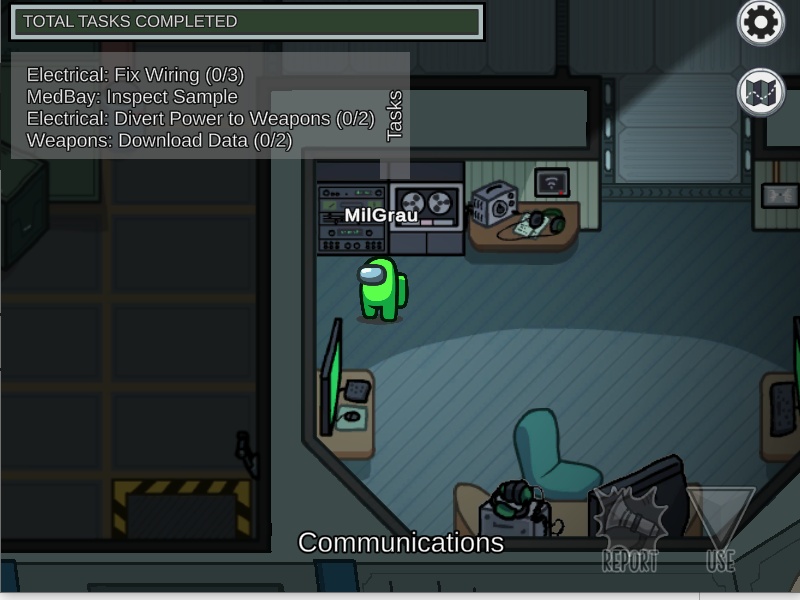 TOTAL TASKS COMPLETED
Electrical: Fix Wiring (0/3)
MedBay: Inspect Sample
Electrical: Divert Power to Weapons (0/2)
Weapons: Download Data (0/2)
Tasks
MilGrau
Communications
REPORT
USE